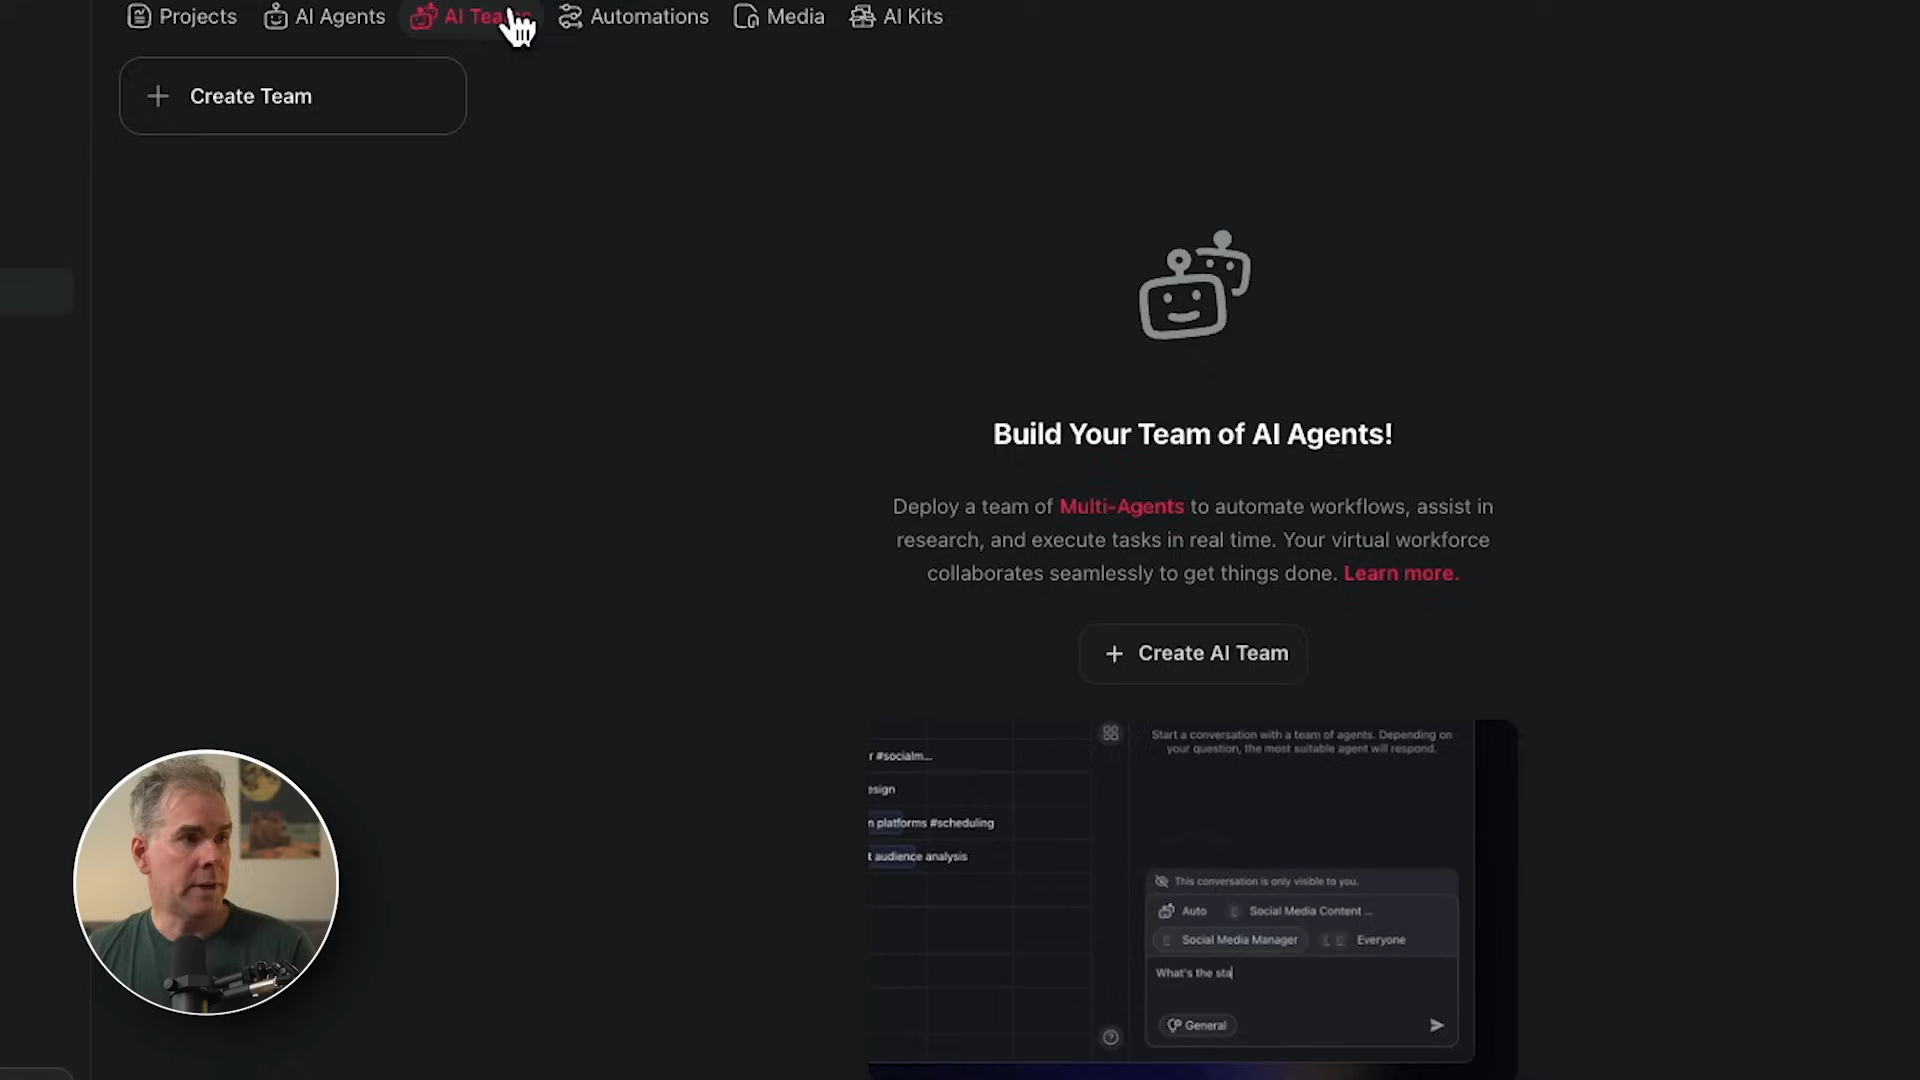 Projects AI Agents AI Teams Automations Media AI Kits
Create Team
Build Your Team of AI Agents!
Deploy a team of Multi-Agents to automate workflows, assist in
research, and execute tasks in real time. Your virtual workforce
collaborates seamlessly to get things done. Learn more.
Create AI Team
r #socialm...
esign
n platforms #scheduling
t audience analysis
Start a conversation with a team of agents. Depending on
your question, the most suitable agent will respond.
This conversation is only visible to you.
Auto Social Media Content ...
Social Media Manager Everyone
What's the sta
General